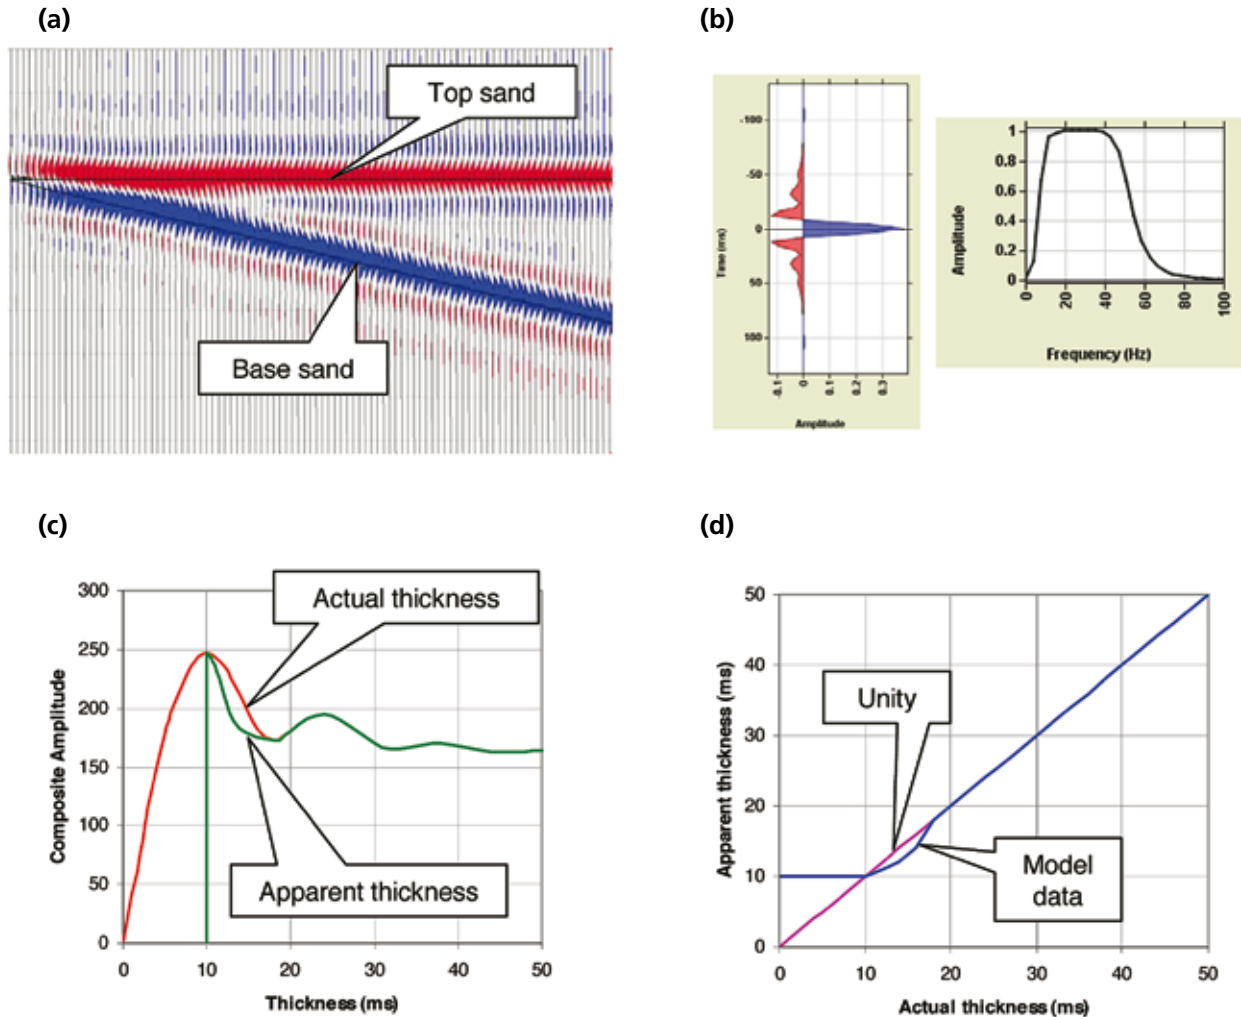 (a)
Top sand
Base sand
(b)
-100
-50
0
50
100
Time (ms)
-0.1
0
0.1
0.2
0.3
Amplitude
1
0.8
0.6
0.4
0.2
0
Amplitude
0
20
40
60
80
100
Frequency (Hz)
(c)
300
250
200
150
100
50
0
Composite Amplitude
Actual thickness
Apparent thickness
0
10
20
30
40
50
Thickness (ms)
(d)
50
40
30
20
10
0
Apparent thickness (ms)
Unity
Model
data
0
10
20
30
40
50
Actual thickness (ms)